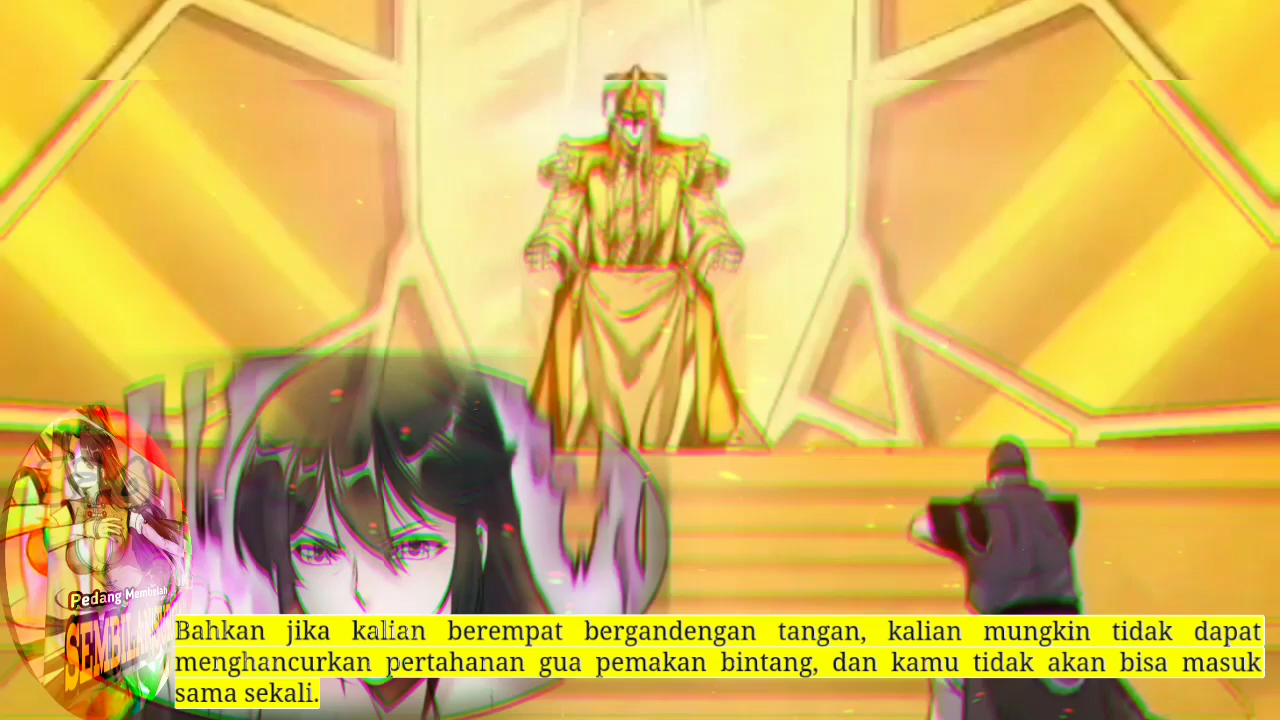 Pedang Membelah
Bahkan jika kalian berempat bergandengan tangan, kalian mungkin tidak dapat
menghancurkan pertahanan gua pemakan bintang, dan kamu tidak akan bisa masuk
sama sekali.